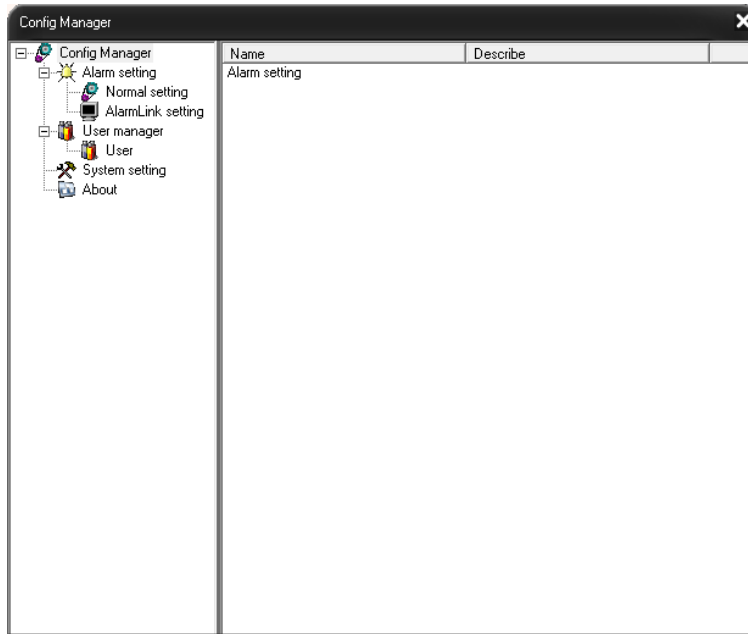 Config Manager
Config Manager
Alarm setting
Normal setting
AlarmLink setting
User manager
User
System setting
About
Name Describe
Alarm setting